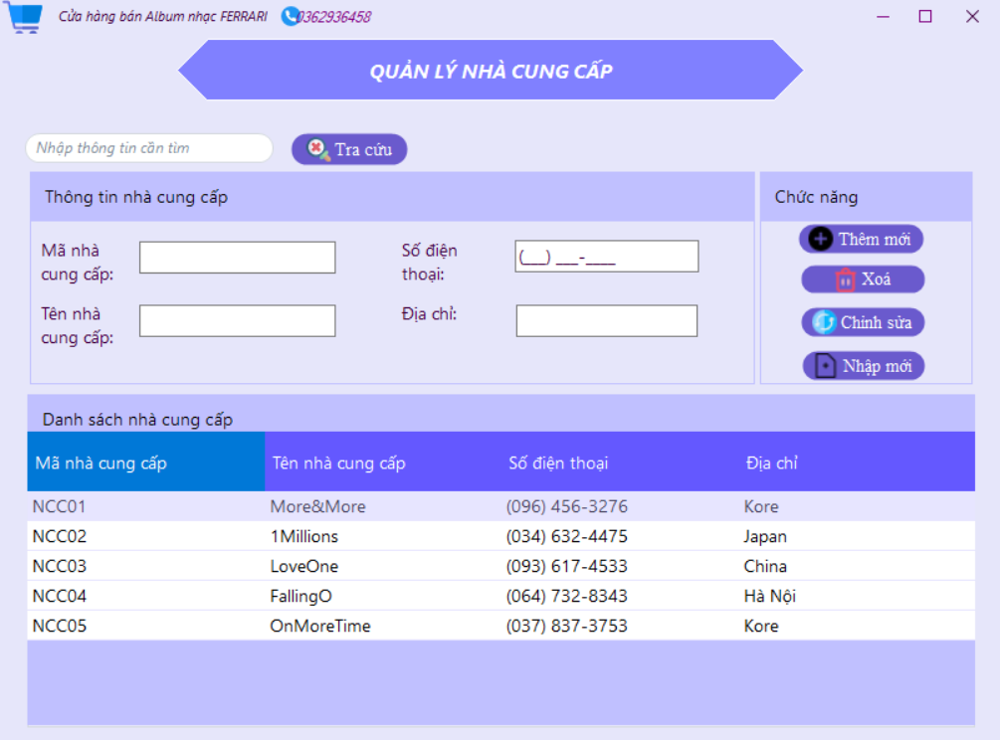 Cửa hàng bán Album nhạc FERRARI 0362936458
QUẢN LÝ NHÀ CUNG CẤP
Nhập thông tin cần tìm
Tra cứu
Thông tin nhà cung cấp
Mã nhà
cung cấp:
Số điện
thoại:
(___) ___-____
Tên nhà
cung cấp:
Địa chỉ:
Chức năng
Thêm mới
Xoá
Chỉnh sửa
Nhập mới
Danh sách nhà cung cấp
Mã nhà cung cấp Tên nhà cung cấp Số điện thoại Địa chỉ
NCC01 More&More (096) 456-3276 Kore
NCC02 1Millions (034) 632-4475 Japan
NCC03 LoveOne (093) 617-4533 China
NCC04 FallingO (064) 732-8343 Hà Nội
NCC05 OnMoreTime (037) 837-3753 Kore